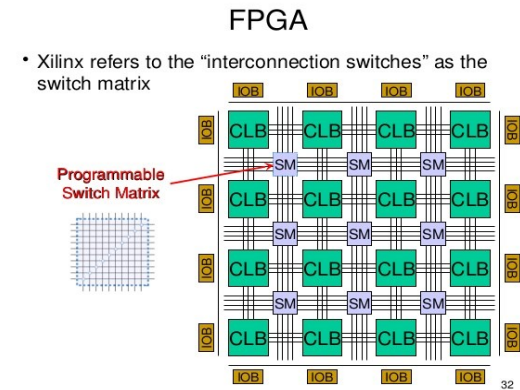 FPGA
• Xilinx refers to the “interconnection switches” as the
switch matrix
IOB IOB IOB IOB
IOB CLB CLB CLB CLB IOB
SM SM SM
Programmable
Switch Matrix
IOB CLB CLB CLB CLB IOB
SM SM SM
IOB CLB CLB CLB CLB IOB
SM SM SM
IOB CLB CLB CLB CLB IOB
IOB IOB IOB IOB
32